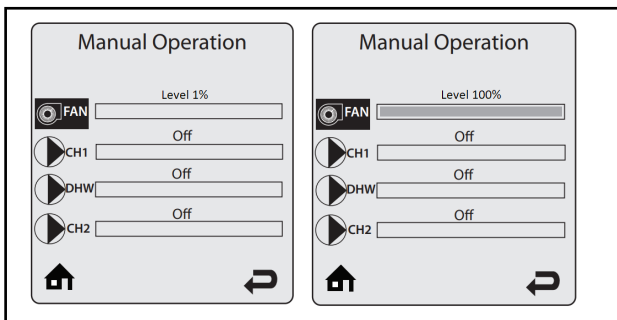 Manual Operation
Level 1%
FAN
Off
CH1
Off
DHW
Off
CH2
Manual Operation
Level 100%
FAN
Off
CH1
Off
DHW
Off
CH2